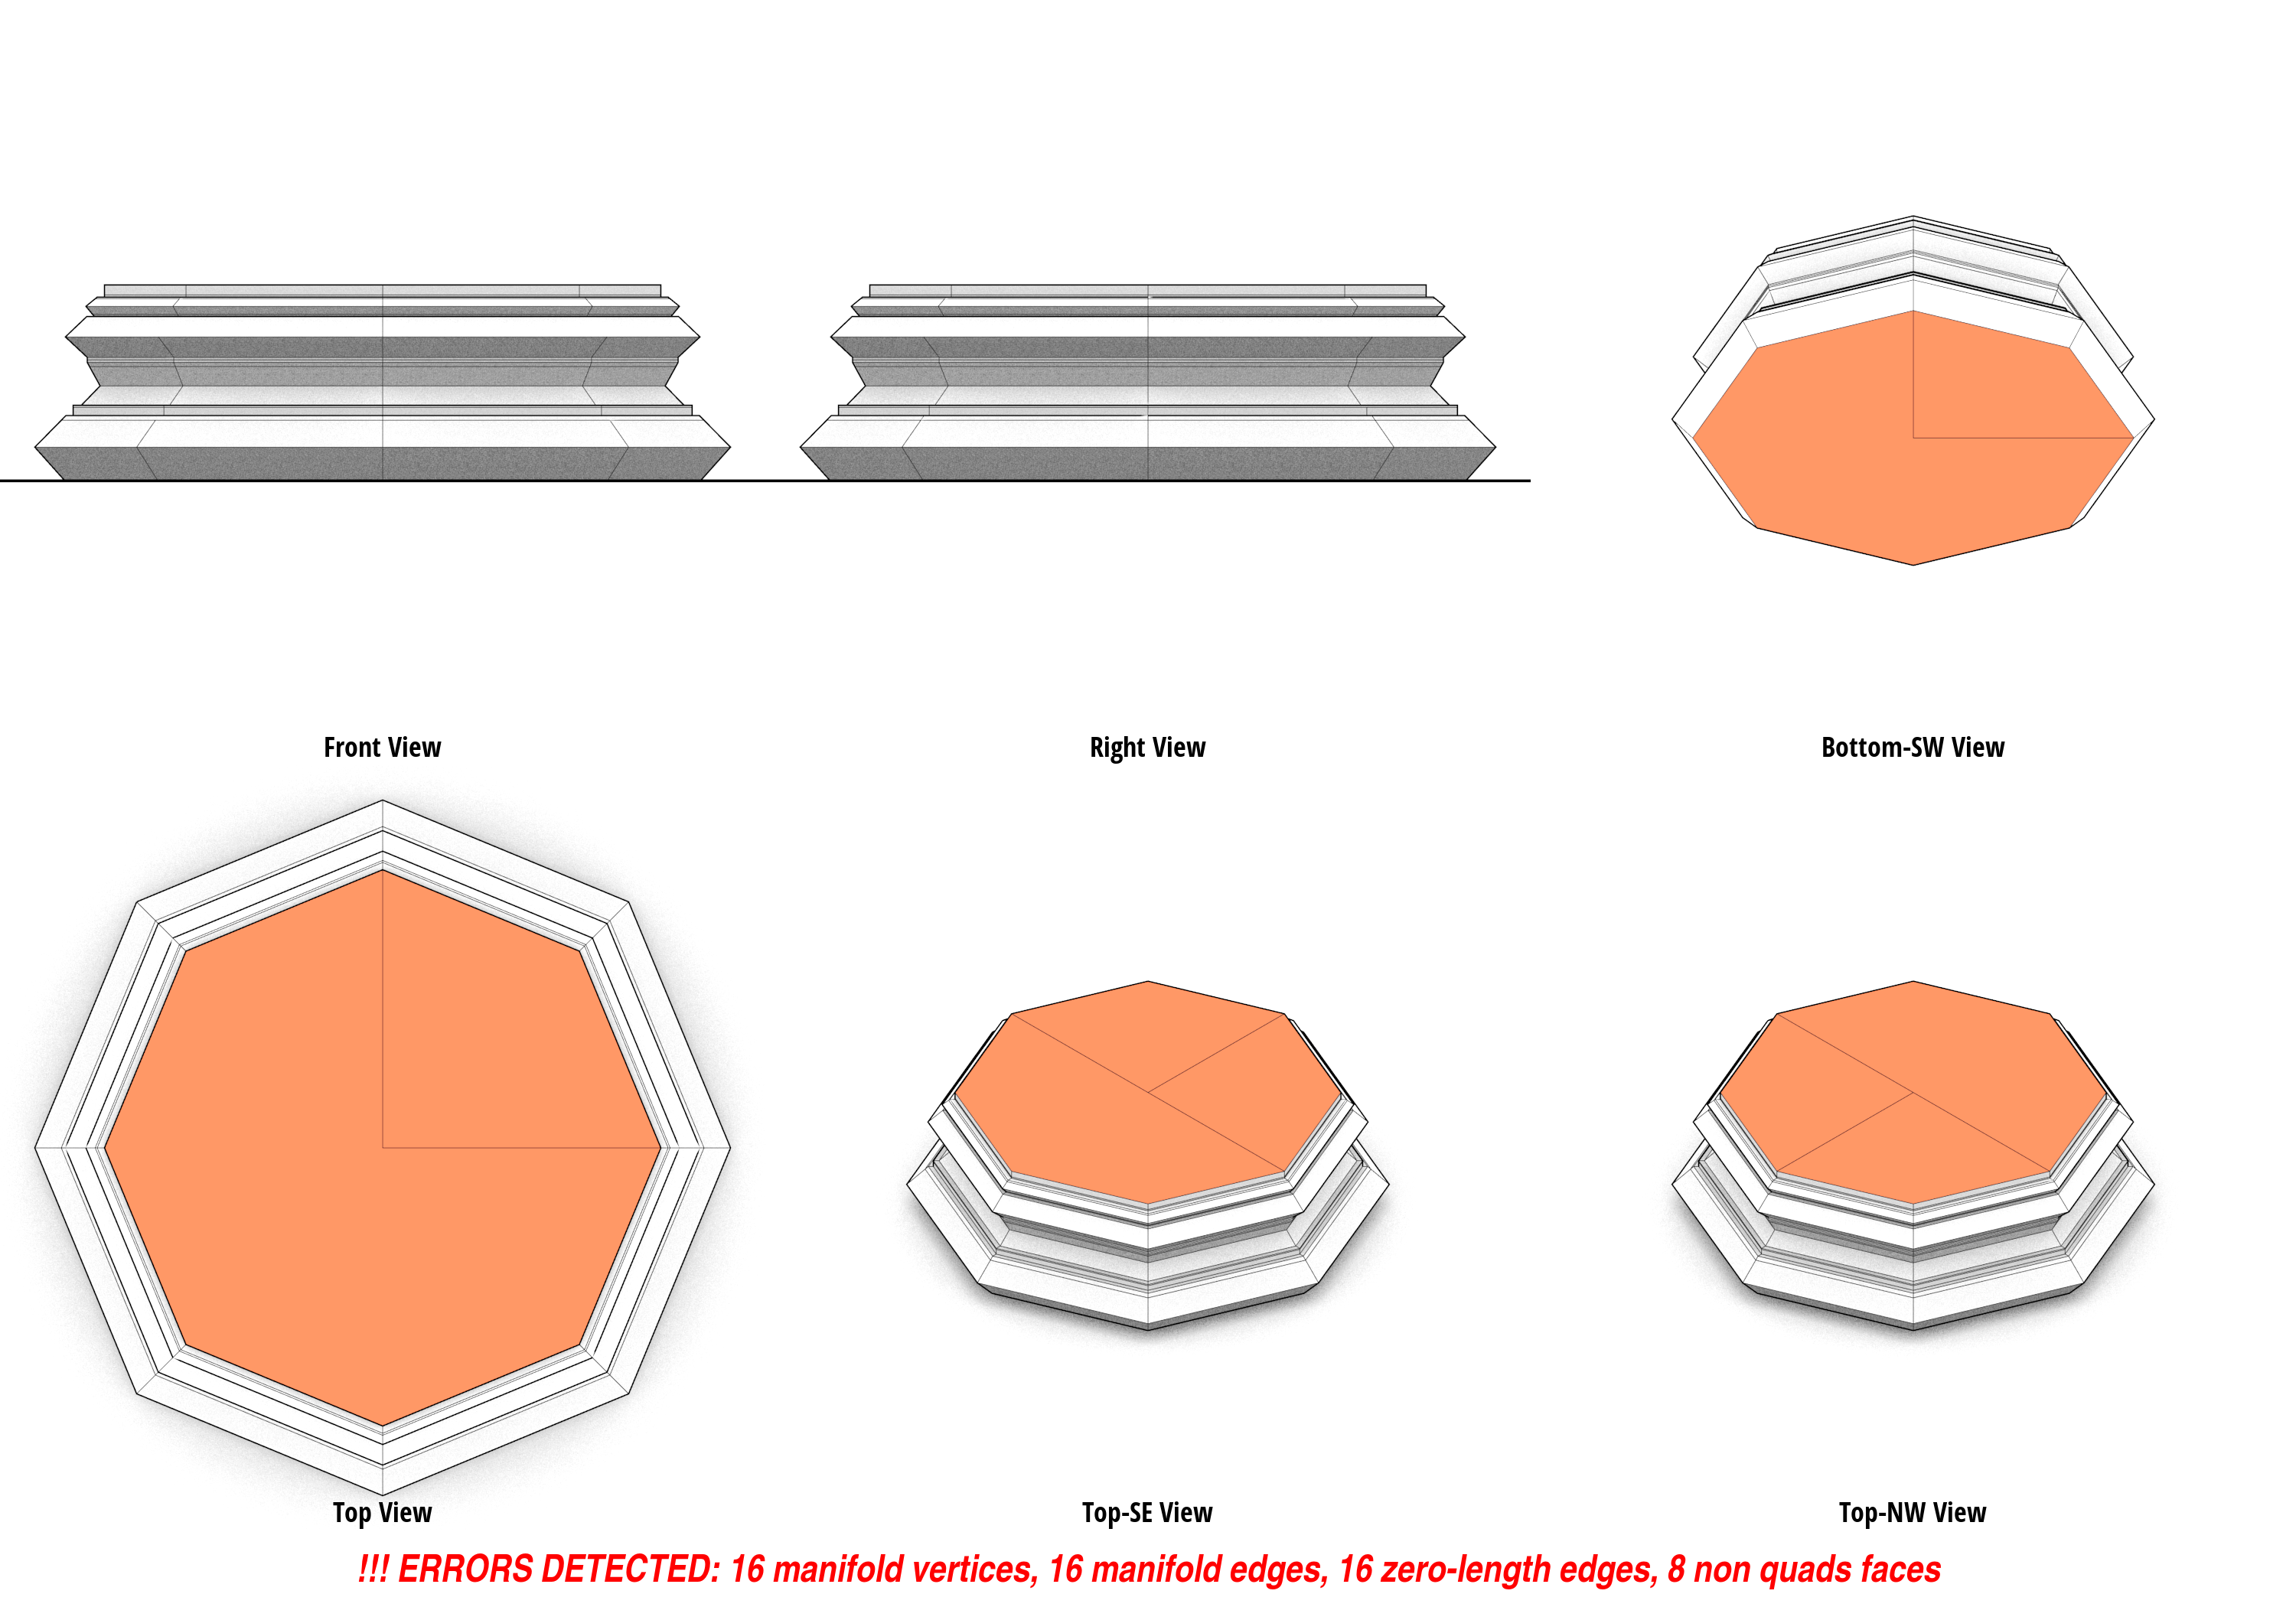 Front View
Right View
Bottom-SW View
Top View
Top-SE View
Top-NW View
!!! ERRORS DETECTED: 16 manifold vertices, 16 manifold edges, 16 zero-length edges, 8 non quads faces